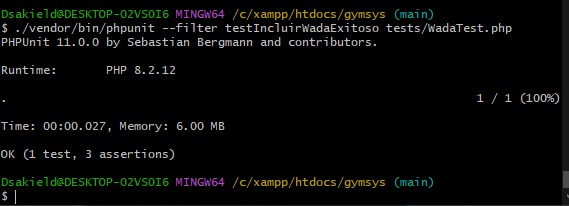 Dsakield@DESKTOP-O2VSOI6 MINGW64 /c/xampp/htdocs/gymsys (main)
$ ./vendor/bin/phpunit --filter testIncluirWadaExitoso tests/WadaTest.php
PHPUnit 11.0.0 by Sebastian Bergmann and contributors.
Runtime:       PHP 8.2.12
.                                                                   1 / 1 (100%)
Time: 00:00.027, Memory: 6.00 MB
OK (1 test, 3 assertions)
Dsakield@DESKTOP-O2VSOI6 MINGW64 /c/xampp/htdocs/gymsys (main)
$